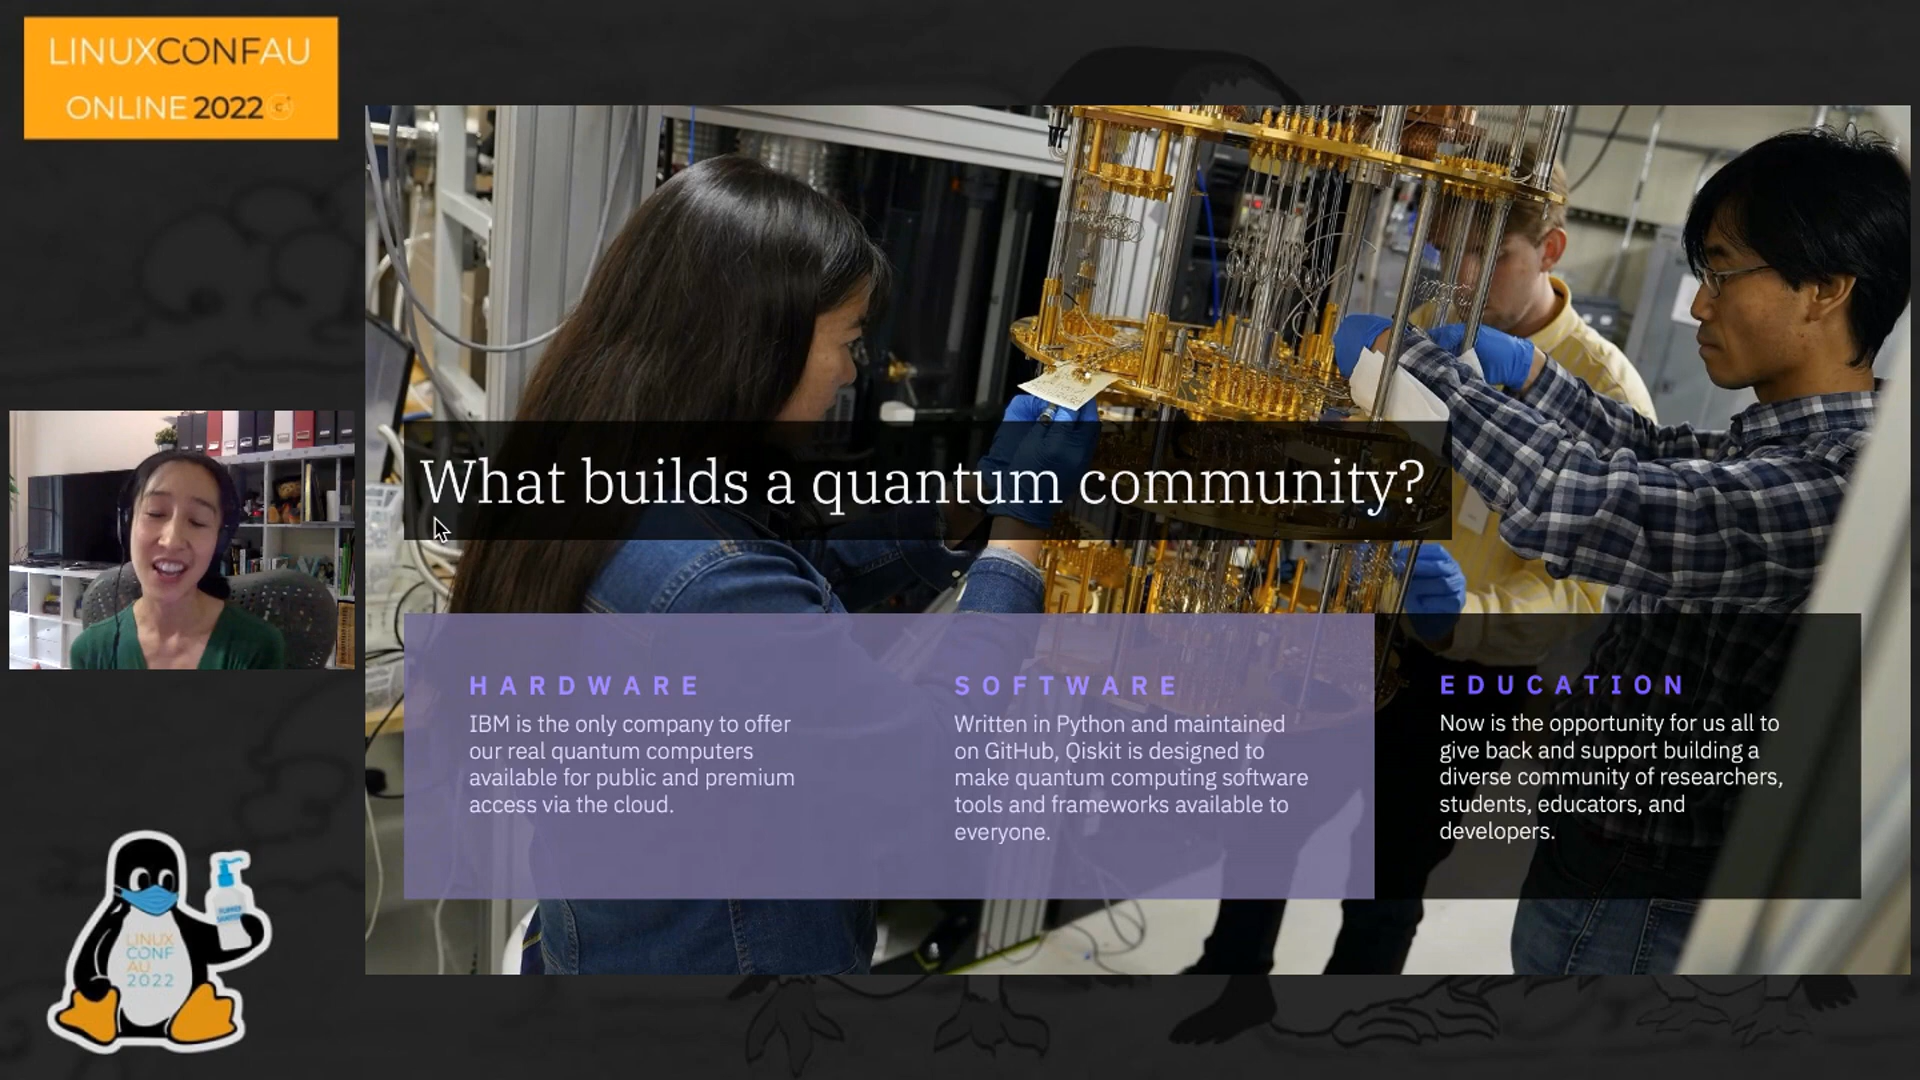 LINUXCONFAU
ONLINE 2022
What builds a quantum community?
HARDWARE
IBM is the only company to offer
our real quantum computers
available for public and premium
access via the cloud.
SOFTWARE
Written in Python and maintained
on GitHub, Qiskit is designed to
make quantum computing software
tools and frameworks available to
everyone.
EDUCATION
Now is the opportunity for us all to
give back and support building a
diverse community of researchers,
students, educators, and
developers.
LINUX
CONF
AU
2022